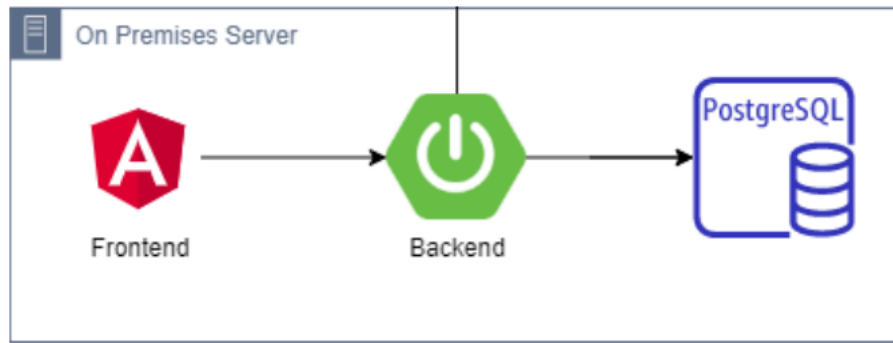 On Premises Server
PostgreSQL
Frontend
Backend